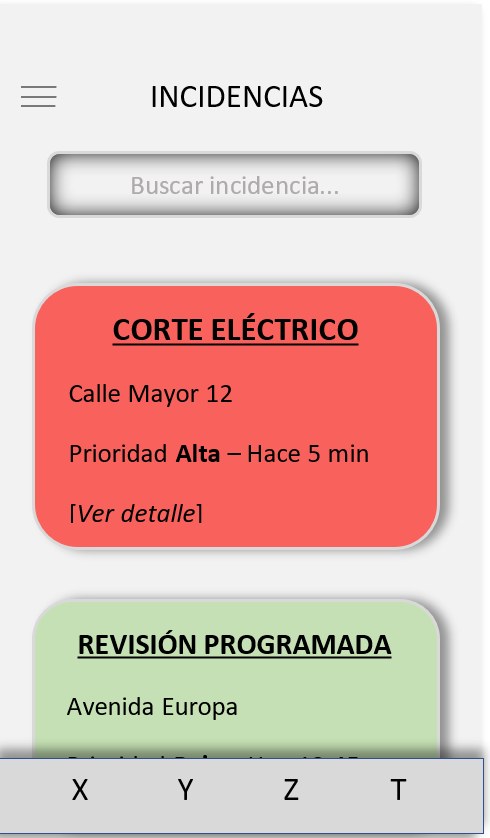 INCIDENCIAS
Buscar incidencia...
CORTE ELÉCTRICO
Calle Mayor 12
Prioridad Alta – Hace 5 min
[Ver detalle]
REVISIÓN PROGRAMADA
Avenida Europa
X Y Z T